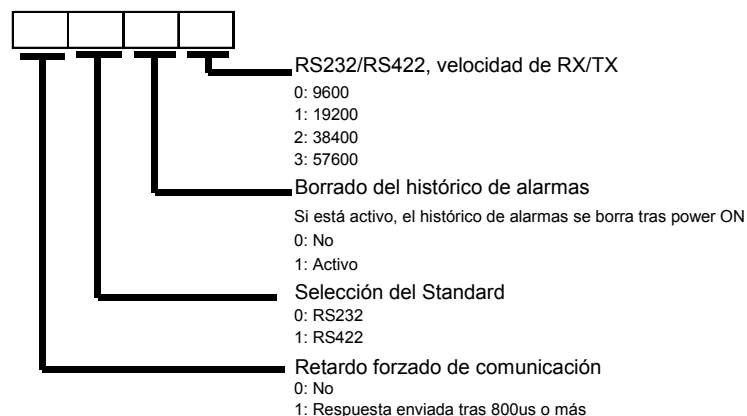 RS232/RS422, velocidad de RX/TX
0: 9600
1: 19200
2: 38400
3: 57600
Borrado del histórico de alarmas
Si está activo, el histórico de alarmas se borra tras power ON
0: No
1: Activo
Selección del Standard
0: RS232
1: RS422
Retardo forzado de comunicación
0: No
1: Respuesta enviada tras 800us o más